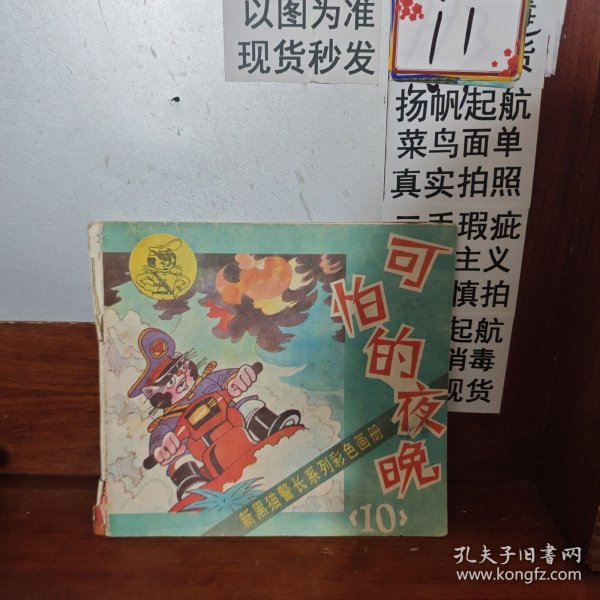 以图为准
现货秒发
11
货
扬帆起航
菜鸟面单
真实拍照
二手瑕疵
主义
慎拍
起航
消毒
现货
可怕的夜晚
新黑猫警长系列彩色画册
《10》
孔夫子旧书网
www.kongfz.com